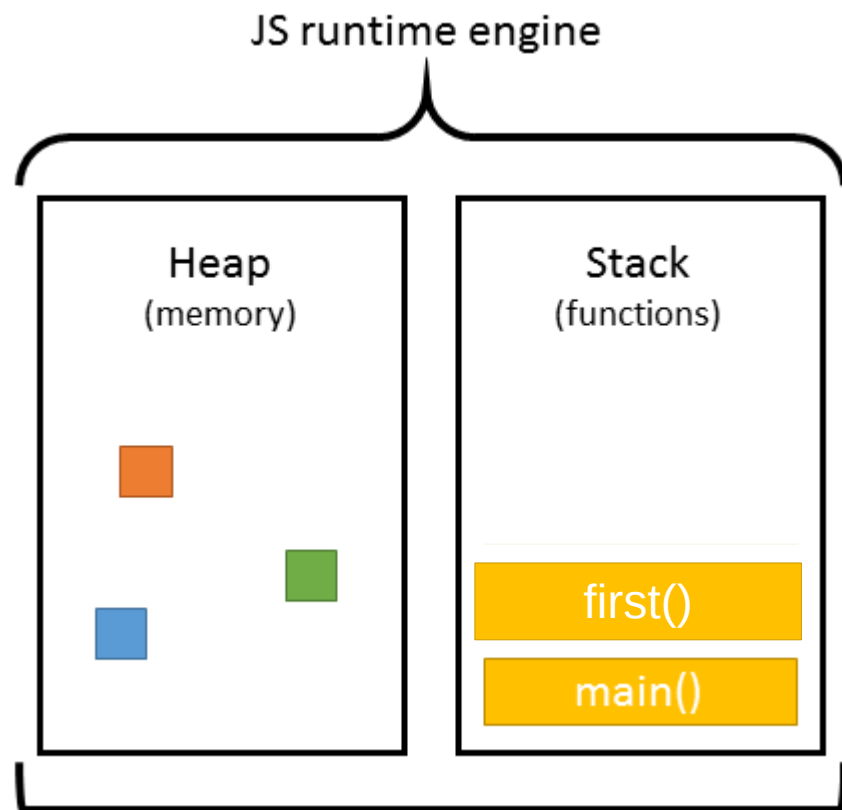 JS runtime engine
Heap
(memory)
Stack
(functions)
first()
main()